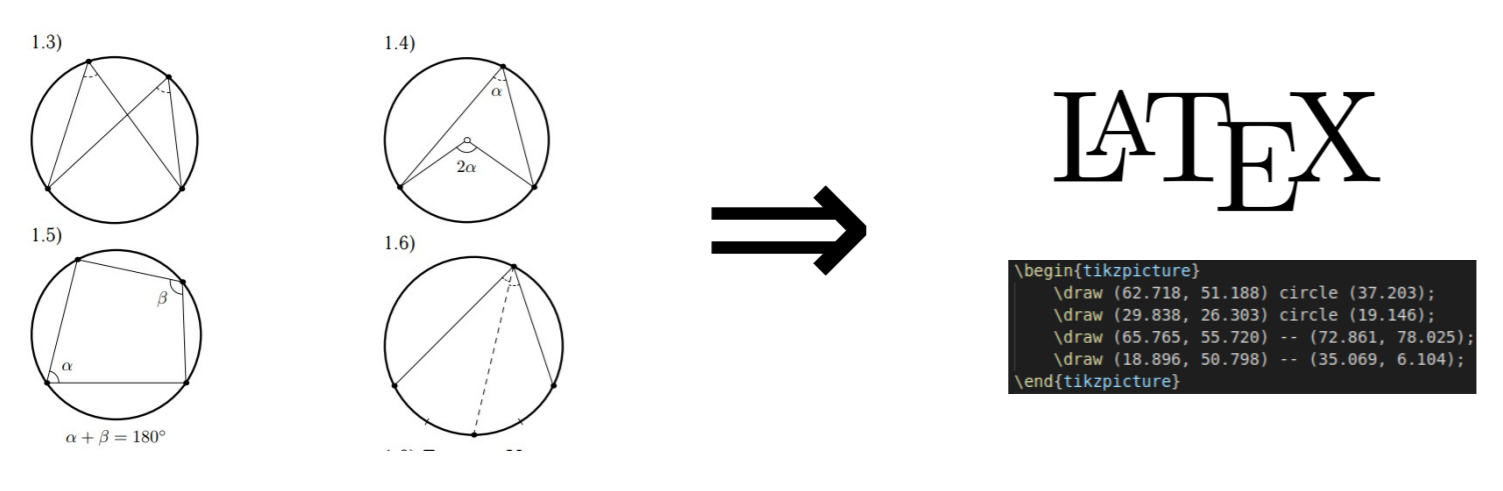 1.3)
1.4)
α
2α
1.5)
β
α
α + β = 180°
1.6)
LATEX
\begin{tikzpicture}
    \draw (62.718, 51.188) circle (37.203);
    \draw (29.838, 26.303) circle (19.146);
    \draw (65.765, 55.720) -- (72.861, 78.025);
    \draw (18.896, 50.798) -- (35.069, 6.104);
\end{tikzpicture}